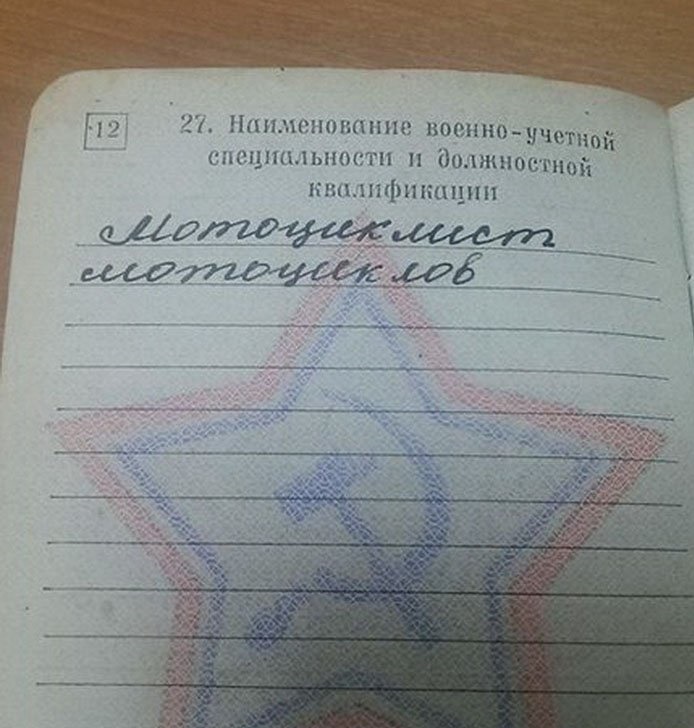 12
27. Наименование военно-учетной
специальности и должностной
квалификации
Мотоциклист
мотоциклов